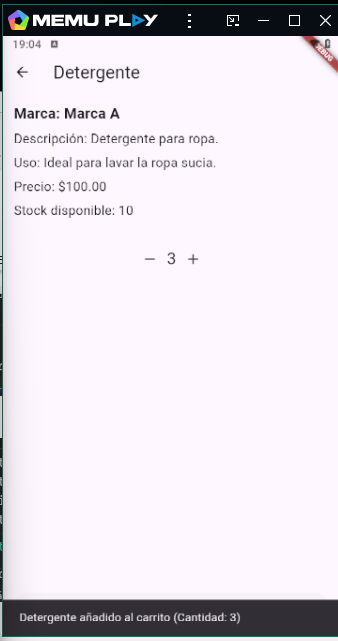 MEMU PLAY
19:04
DEBUG
← Detergente
Marca: Marca A
Descripción: Detergente para ropa.
Uso: Ideal para lavar la ropa sucia.
Precio: $100.00
Stock disponible: 10
− 3 +
Detergente añadido al carrito (Cantidad: 3)